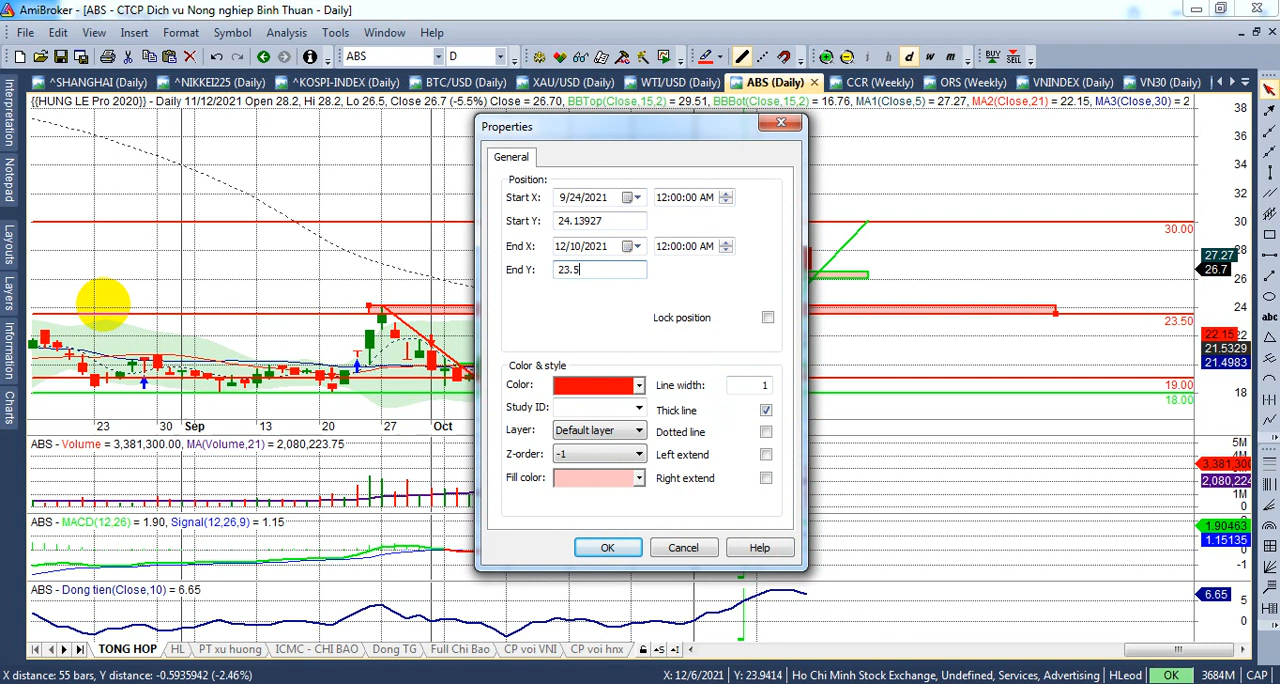 AmiBroker - [ABS - CTCP Dich vu Nong nghiep Binh Thuan - Daily]
File Edit View Insert Format Symbol Analysis Tools Window Help
ABS D i h d w m BUY SELL
^SHANGHAI (Daily) ^NIKKEI225 (Daily) ^KOSPI-INDEX (Daily) BTC/USD (Daily) XAU/USD (Daily) WTI/USD (Daily) ABS (Daily) CCR (Weekly) ORS (Weekly) VNINDEX (Daily) VN30 (Daily)
{{HUNG LE Pro 2020}} - Daily 11/12/2021 Open 28.2, Hi 28.2, Lo 26.5, Close 26.7 (-5.5%) Close = 26.70, BBTop(Close,15,2) = 29.51, BBBot(Close,15,2) = 16.76, MA1(Close,5) = 27.27, MA2(Close,21) = 22.15, MA3(Close,30) = 2
Interpretation
Notepad
Layouts
Layers
Information
Charts
Properties
General
Position:
Start X: 9/24/2021 12:00:00 AM
Start Y: 24.13927
End X: 12/10/2021 12:00:00 AM
End Y: 23.5
Lock position
Color & style
Color: Line width: 1
Study ID: Thick line
Layer: Default layer Dotted line
Z-order: -1 Left extend
Fill color: Right extend
OK Cancel Help
38
36
34
32
30
30.00
28
27.27
26.7
26
24
23.50
22.15
21.5329
21.4983
19.00
18
18.00
23 Sep 13 20 27 Oct
ABS - Volume = 3,381,300.00, MA(Volume,21) = 2,080,223.75
5M
3,381,300
2,080,224
1M
0
ABS - MACD(12,26) = 1.90, Signal(12,26,9) = 1.15
1.90463
1.15135
0
-1
ABS - Dong tien(Close,10) = 6.65
6.65
5
0
TONG HOP HL PT xu huong ICMC - CHI BAO Dong TG Full Chi Bao CP voi VNI CP voi hnx
X distance: 55 bars, Y distance: -0.5935942 (-2.46%) X: 12/6/2021 Y: 23.9414 Ho Chi Minh Stock Exchange, Undefined, Services, Advertising HLeod OK 3684M CAP
abc